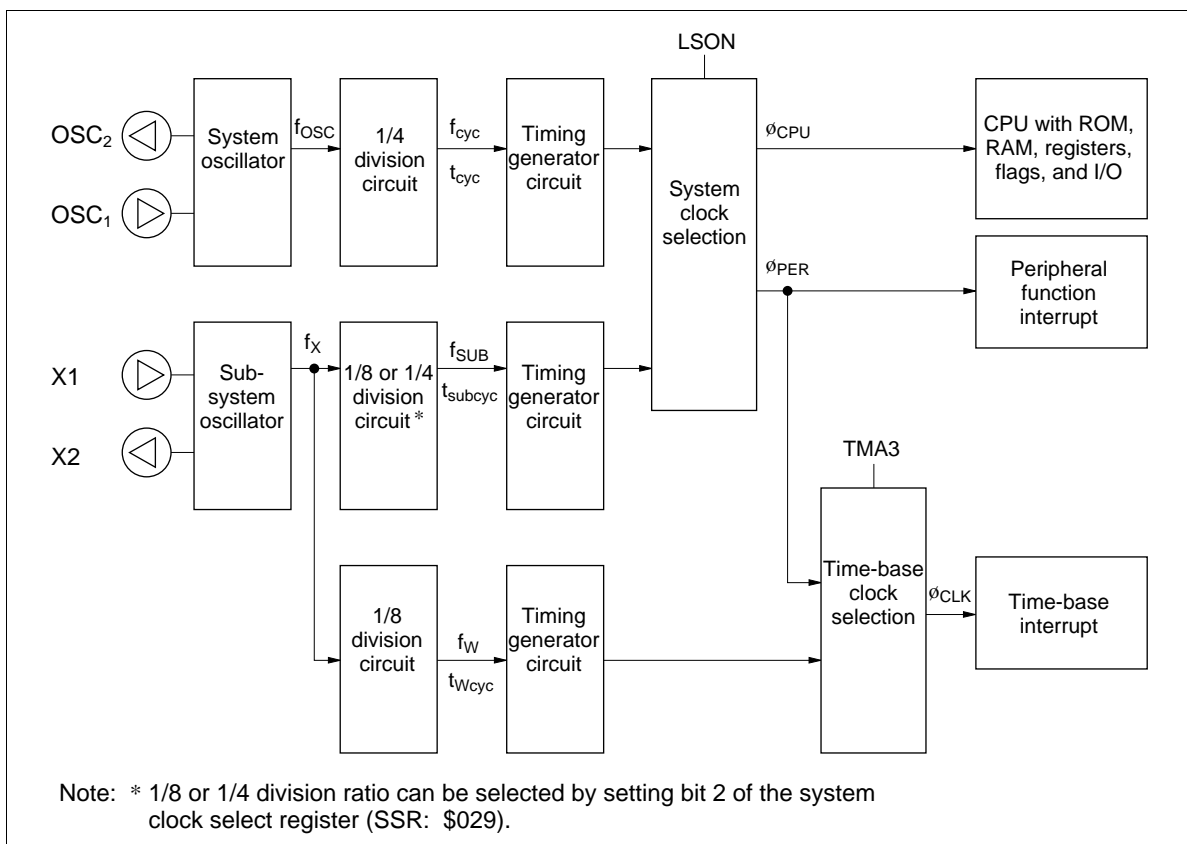 LSON
OSC2
OSC1
System
oscillator
fOSC
1/4
division
circuit
fcyc
tcyc
Timing
generator
circuit
System
clock
selection
øCPU
CPU with ROM,
RAM, registers,
flags, and I/O
øPER
Peripheral
function
interrupt
X1
X2
Sub-
system
oscillator
fX
1/8 or 1/4
division
circuit*
fSUB
tsubcyc
Timing
generator
circuit
TMA3
1/8
division
circuit
fW
tWcyc
Timing
generator
circuit
Time-base
clock
selection
øCLK
Time-base
interrupt
Note: * 1/8 or 1/4 division ratio can be selected by setting bit 2 of the system
clock select register (SSR: $029).